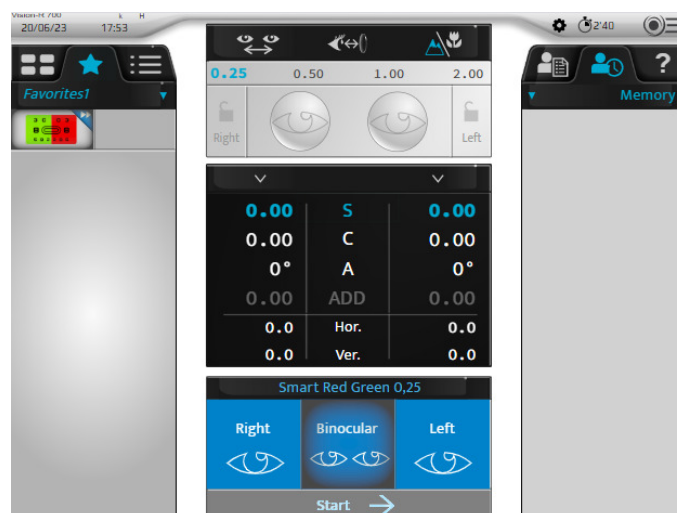 Vision-R 700
20/06/23 17:53
2'40
?
Favorites1
Memory
0.25 0.50 1.00 2.00
Right Left
0.00 S 0.00
0.00 C 0.00
0° A 0°
0.00 ADD 0.00
0.0 Hor. 0.0
0.0 Ver. 0.0
Smart Red Green 0,25
Right Binocular Left
Start